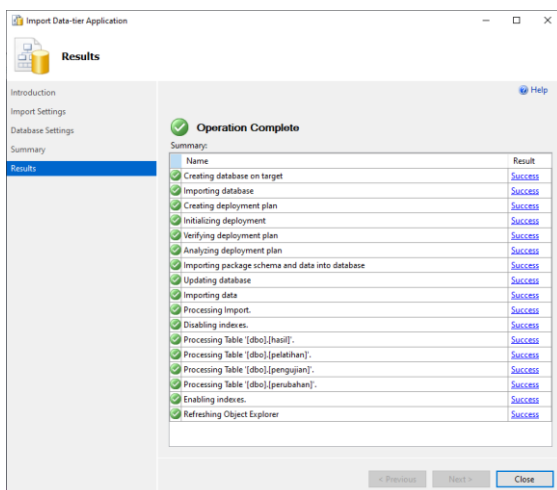 Import Data-tier Application
Results
Introduction
Import Settings
Database Settings
Summary
Results
Help
Operation Complete
Summary:
Name Result
Creating database on target Success
Importing database Success
Creating deployment plan Success
Initializing deployment Success
Verifying deployment plan Success
Analyzing deployment plan Success
Importing package schema and data into database Success
Updating database Success
Importing data Success
Processing Import. Success
Disabling indexes. Success
Processing Table '[dbo].[hasil]'. Success
Processing Table '[dbo].[pelatihan]'. Success
Processing Table '[dbo].[pengujian]'. Success
Processing Table '[dbo].[perubahan]'. Success
Enabling indexes. Success
Refreshing Object Explorer Success
< Previous Next > Close